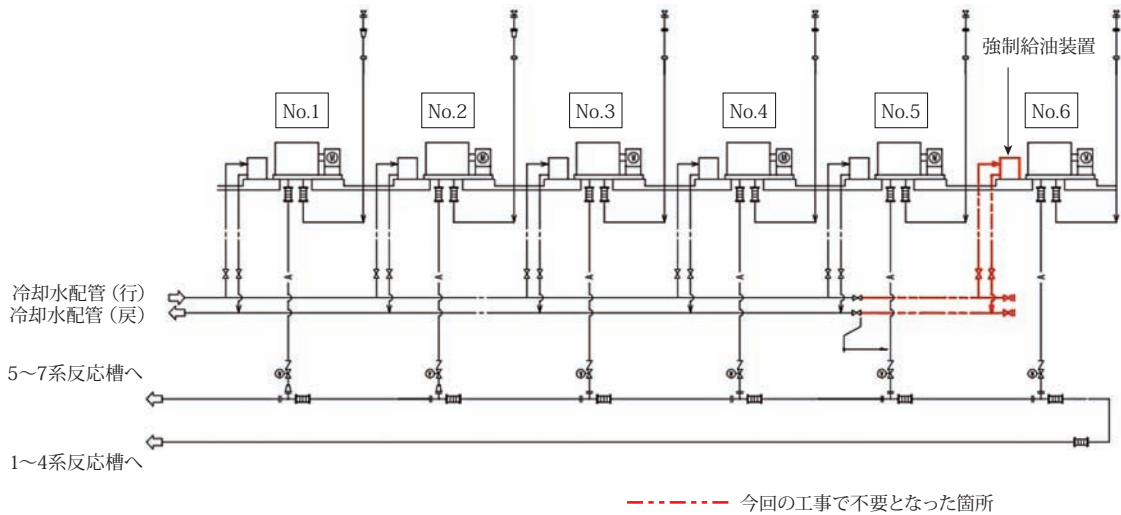 強制給油装置
No.1
No.2
No.3
No.4
No.5
No.6
冷却水配管（行）
冷却水配管（戻）
5～7系反応槽へ
1～4系反応槽へ
今回の工事で不要となった箇所